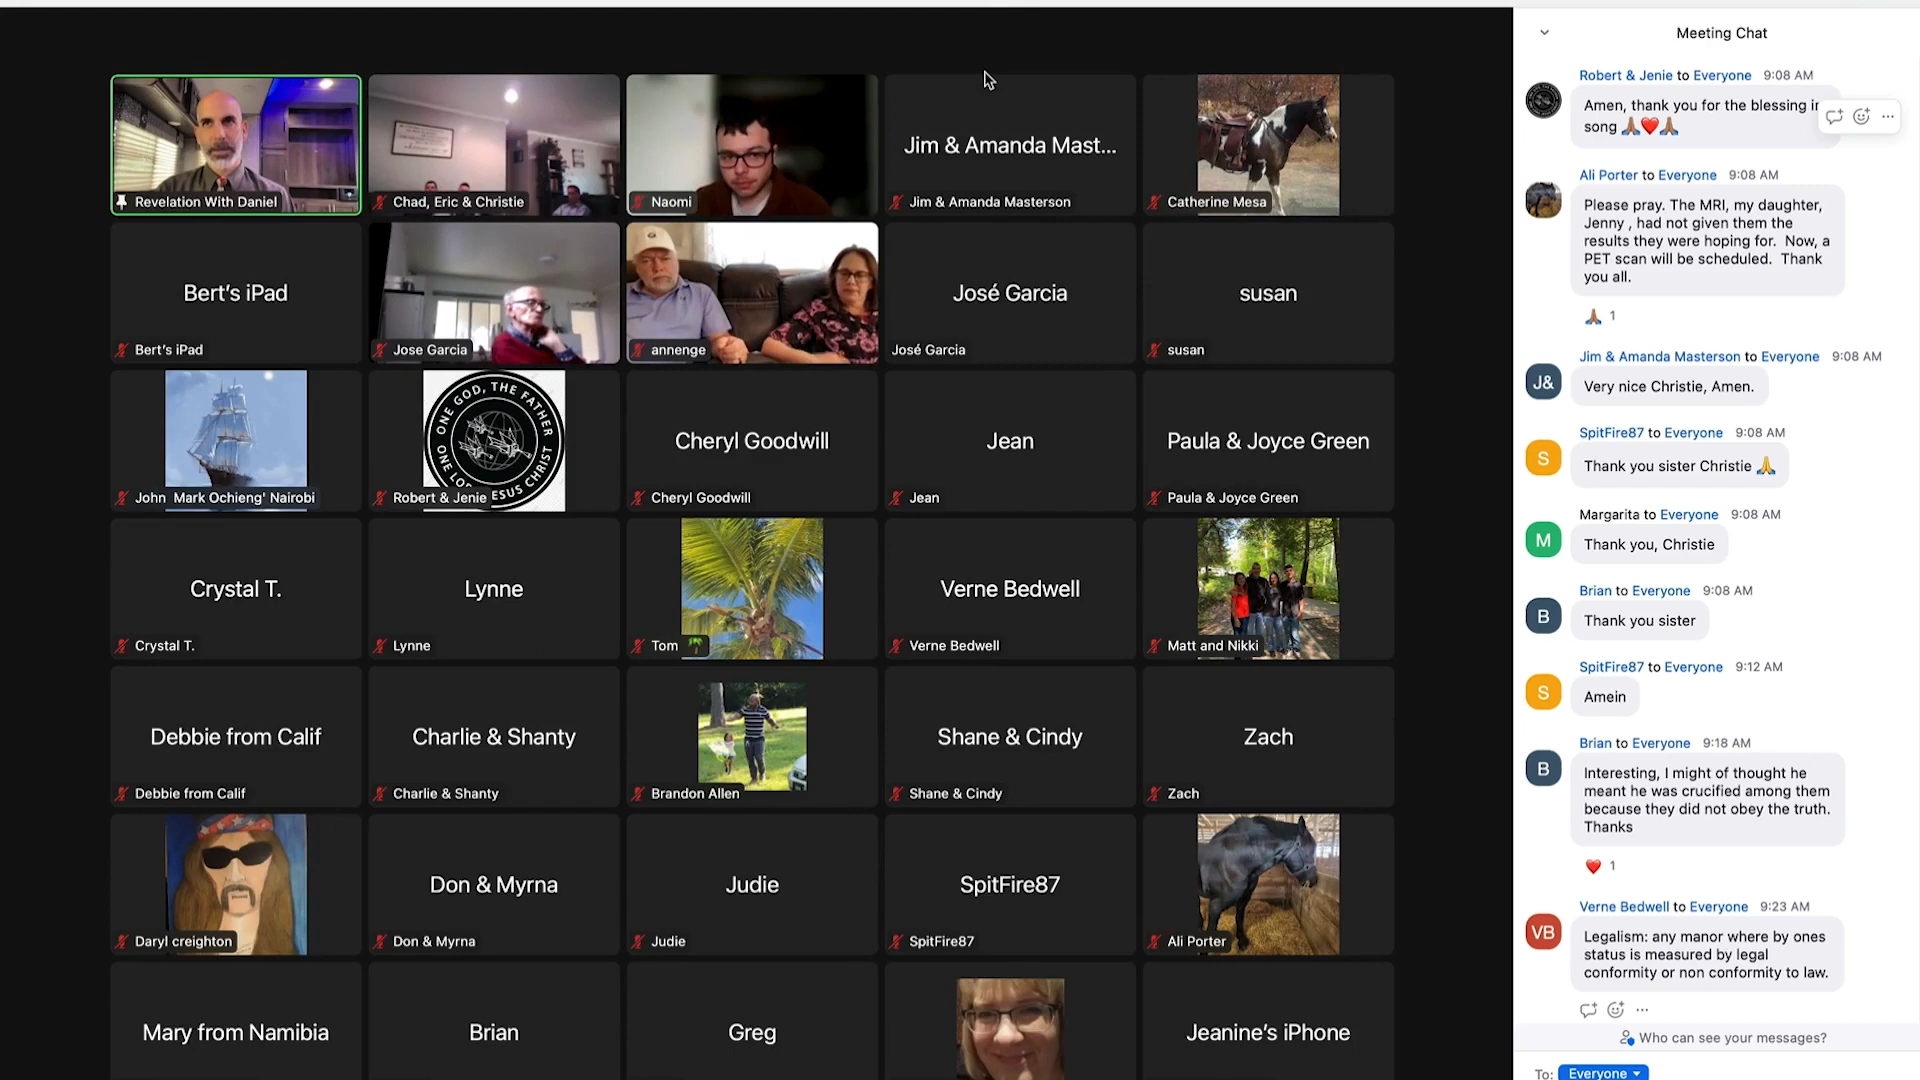 Revelation With Daniel
Chad, Eric & Christie
Naomi
Jim & Amanda Mast...
Jim & Amanda Masterson
Catherine Mesa
Bert's iPad
Bert's iPad
Jose Garcia
annenge
José Garcia
José Garcia
susan
susan
John Mark Ochieng' Nairobi
ONE GOD, THE FATHER
ONE LO ESUS CHRIST
Robert & Jenie
Cheryl Goodwill
Cheryl Goodwill
Jean
Jean
Paula & Joyce Green
Paula & Joyce Green
Crystal T.
Crystal T.
Lynne
Lynne
Tom 🌴
Verne Bedwell
Verne Bedwell
Matt and Nikki
Debbie from Calif
Debbie from Calif
Charlie & Shanty
Charlie & Shanty
Brandon Allen
Shane & Cindy
Shane & Cindy
Zach
Zach
Daryl creighton
Don & Myrna
Don & Myrna
Judie
Judie
SpitFire87
SpitFire87
Ali Porter
Mary from Namibia
Brian
Greg
Jeanine's iPhone
Meeting Chat
Robert & Jenie to Everyone 9:08 AM
Amen, thank you for the blessing in
song 🙏🏽❤️🙏🏽
Ali Porter to Everyone 9:08 AM
Please pray. The MRI, my daughter,
Jenny , had not given them the
results they were hoping for. Now, a
PET scan will be scheduled. Thank
you all.
🙏🏽 1
Jim & Amanda Masterson to Everyone 9:08 AM
J&
Very nice Christie, Amen.
SpitFire87 to Everyone 9:08 AM
S
Thank you sister Christie 🙏
Margarita to Everyone 9:08 AM
M
Thank you, Christie
Brian to Everyone 9:08 AM
B
Thank you sister
SpitFire87 to Everyone 9:12 AM
S
Amein
Brian to Everyone 9:18 AM
B
Interesting, I might of thought he
meant he was crucified among them
because they did not obey the truth.
Thanks
❤️ 1
Verne Bedwell to Everyone 9:23 AM
VB
Legalism: any manor where by ones
status is measured by legal
conformity or non conformity to law.
Who can see your messages?
To: Everyone